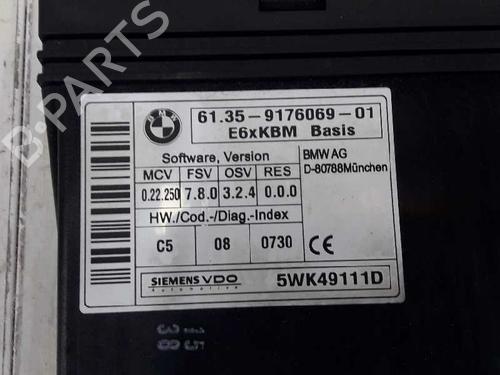 B-PARTS
BMW
61.35-9176069-01
E6xKBM Basis
Software, Version
MCV FSV OSV RES
0.22.250 7.8.0 3.2.4 0.0.0
HW./Cod.-/Diag.-Index
C5 08 0730
BMW AG
D-80788München
CE
SIEMENS VDO
Automotive
5WK49111D